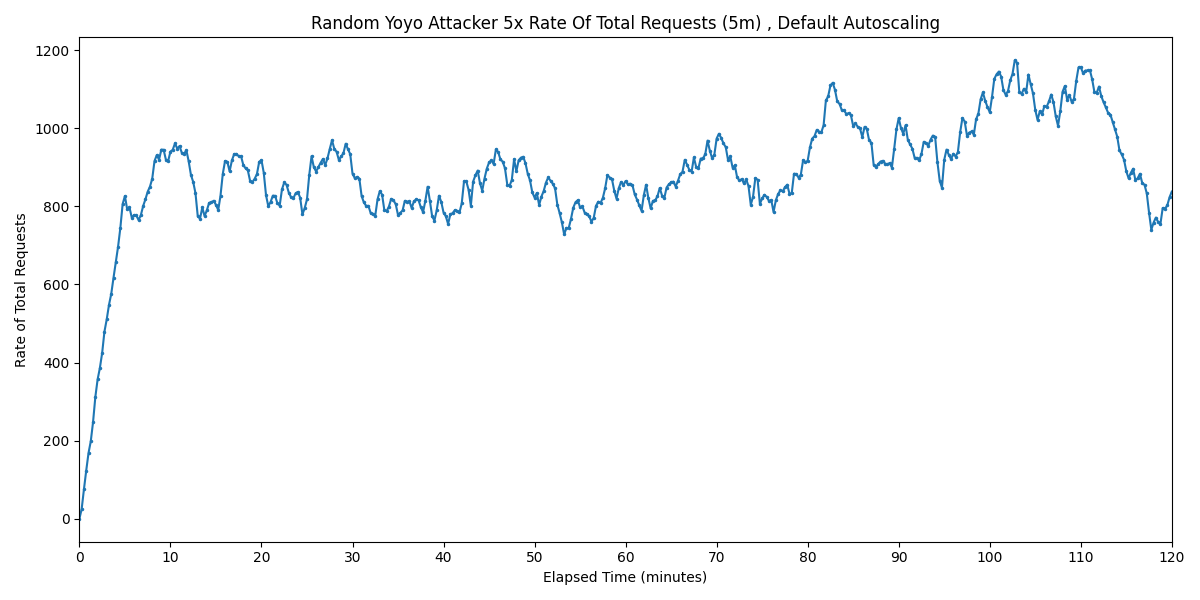 Random Yoyo Attacker 5x Rate Of Total Requests (5m) , Default Autoscaling
1200
1000
800
600
400
200
0
Rate of Total Requests
0 10 20 30 40 50 60 70 80 90 100 110 120
Elapsed Time (minutes)